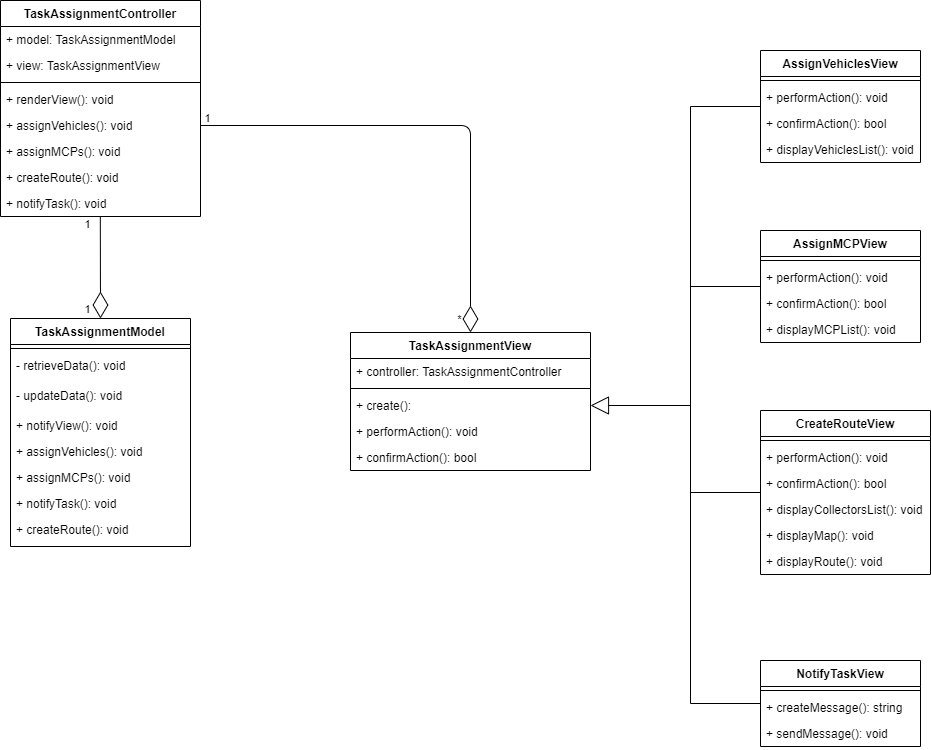 TaskAssignmentController
+ model: TaskAssignmentModel
+ view: TaskAssignmentView
+ renderView(): void
+ assignVehicles(): void
+ assignMCPs(): void
+ createRoute(): void
+ notifyTask(): void
1
1
1
*
TaskAssignmentModel
- retrieveData(): void
- updateData(): void
+ notifyView(): void
+ assignVehicles(): void
+ assignMCPs(): void
+ notifyTask(): void
+ createRoute(): void
TaskAssignmentView
+ controller: TaskAssignmentController
+ create():
+ performAction(): void
+ confirmAction(): bool
AssignVehiclesView
+ performAction(): void
+ confirmAction(): bool
+ displayVehiclesList(): void
AssignMCPView
+ performAction(): void
+ confirmAction(): bool
+ displayMCPList(): void
CreateRouteView
+ performAction(): void
+ confirmAction(): bool
+ displayCollectorsList(): void
+ displayMap(): void
+ displayRoute(): void
NotifyTaskView
+ createMessage(): string
+ sendMessage(): void